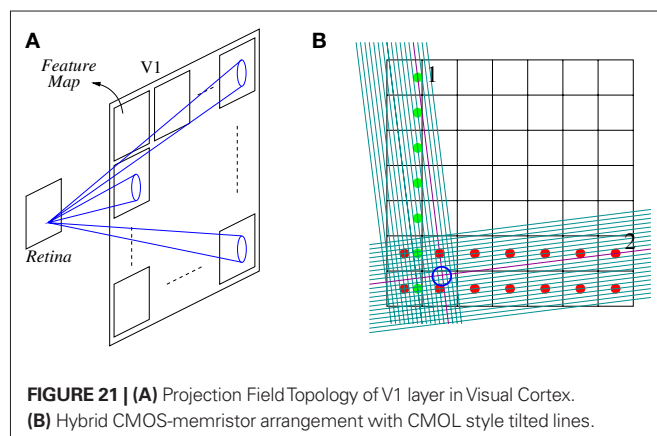 A
B
Feature
Map
V1
Retina
1
2
FIGURE 21 | (A) Projection Field Topology of V1 layer in Visual Cortex.
(B) Hybrid CMOS-memristor arrangement with CMOL style tilted lines.